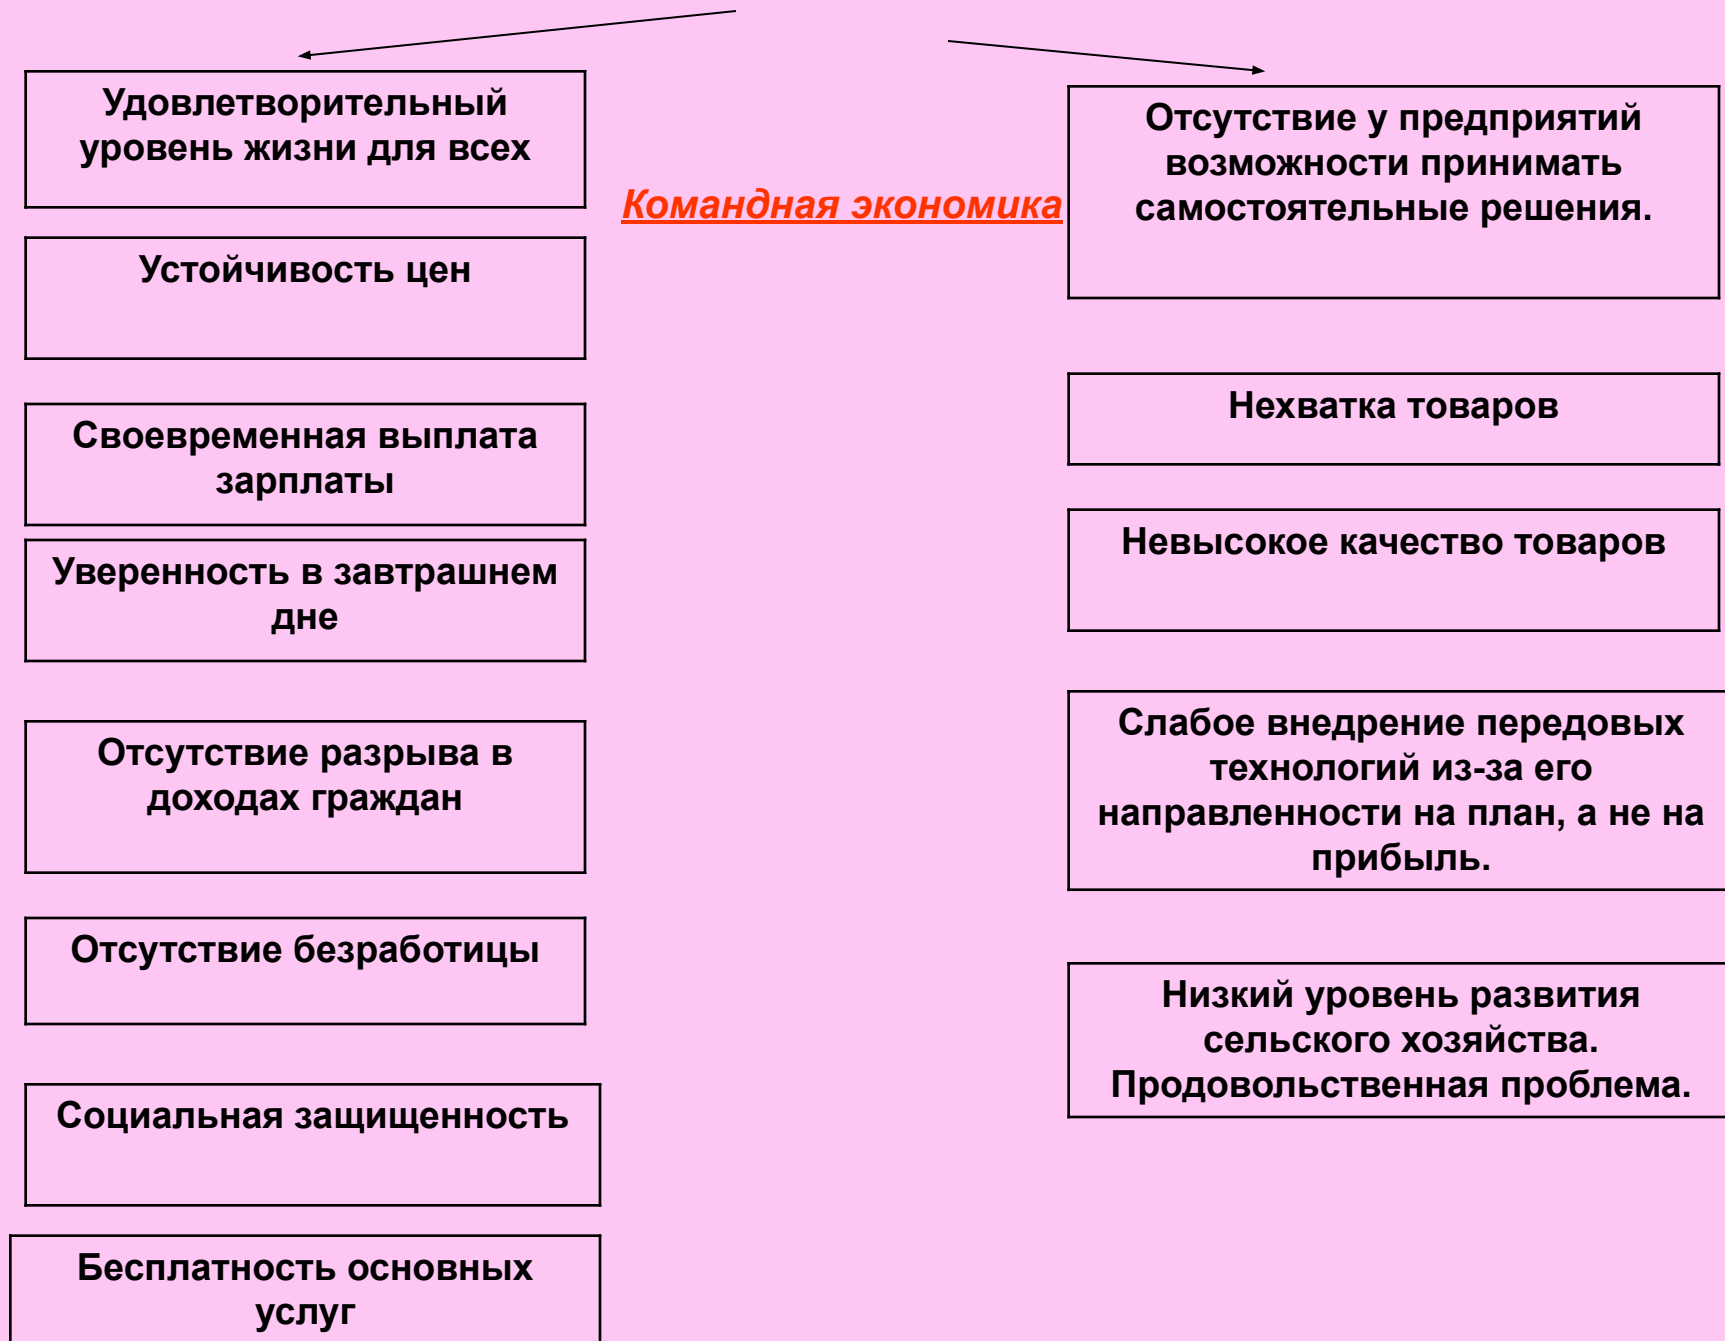 Удовлетворительный
уровень жизни для всех
Устойчивость цен
Своевременная выплата
зарплаты
Уверенность в завтрашнем
дне
Отсутствие разрыва в
доходах граждан
Отсутствие безработицы
Социальная защищенность
Бесплатность основных
услуг
Командная экономика
Отсутствие у предприятий
возможности принимать
самостоятельные решения.
Нехватка товаров
Невысокое качество товаров
Слабое внедрение передовых
технологий из-за его
направленности на план, а не на
прибыль.
Низкий уровень развития
сельского хозяйства.
Продовольственная проблема.